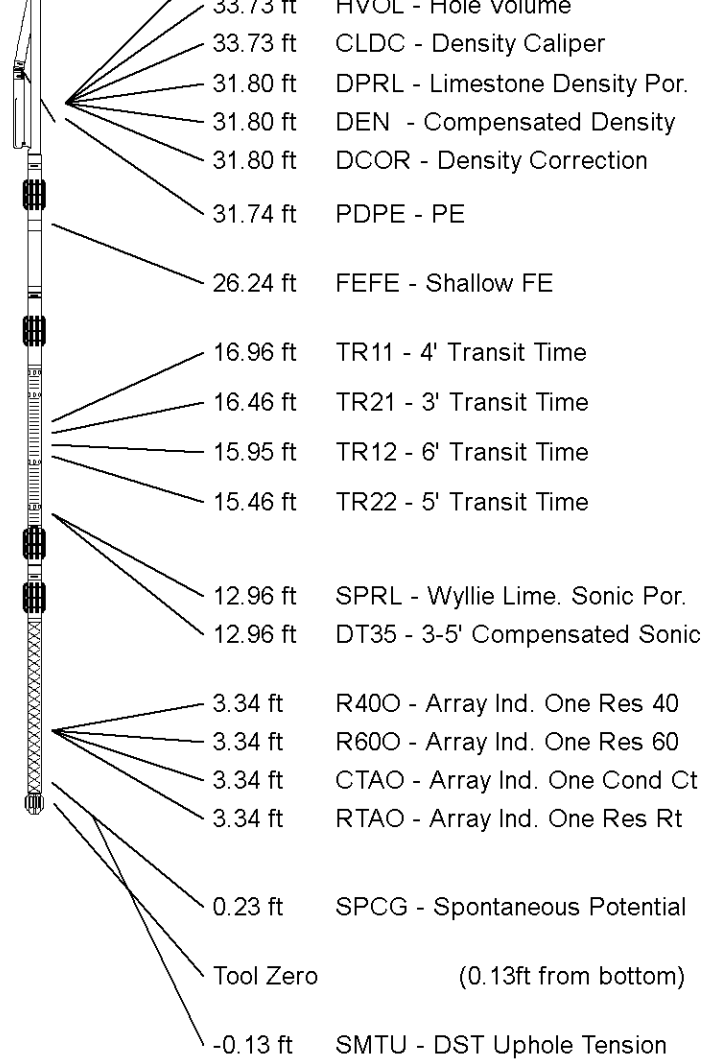 33.73 ft HVOL - Hole Volume
33.73 ft CLDC - Density Caliper
31.80 ft DPRL - Limestone Density Por.
31.80 ft DEN - Compensated Density
31.80 ft DCOR - Density Correction
31.74 ft PDPE - PE
26.24 ft FEFE - Shallow FE
16.96 ft TR11 - 4' Transit Time
16.46 ft TR21 - 3' Transit Time
15.95 ft TR12 - 6' Transit Time
15.46 ft TR22 - 5' Transit Time
12.96 ft SPRL - Wyllie Lime. Sonic Por.
12.96 ft DT35 - 3-5' Compensated Sonic
3.34 ft R40O - Array Ind. One Res 40
3.34 ft R60O - Array Ind. One Res 60
3.34 ft CTAO - Array Ind. One Cond Ct
3.34 ft RTAO - Array Ind. One Res Rt
0.23 ft SPCG - Spontaneous Potential
Tool Zero (0.13ft from bottom)
-0.13 ft SMTU - DST Uphole Tension